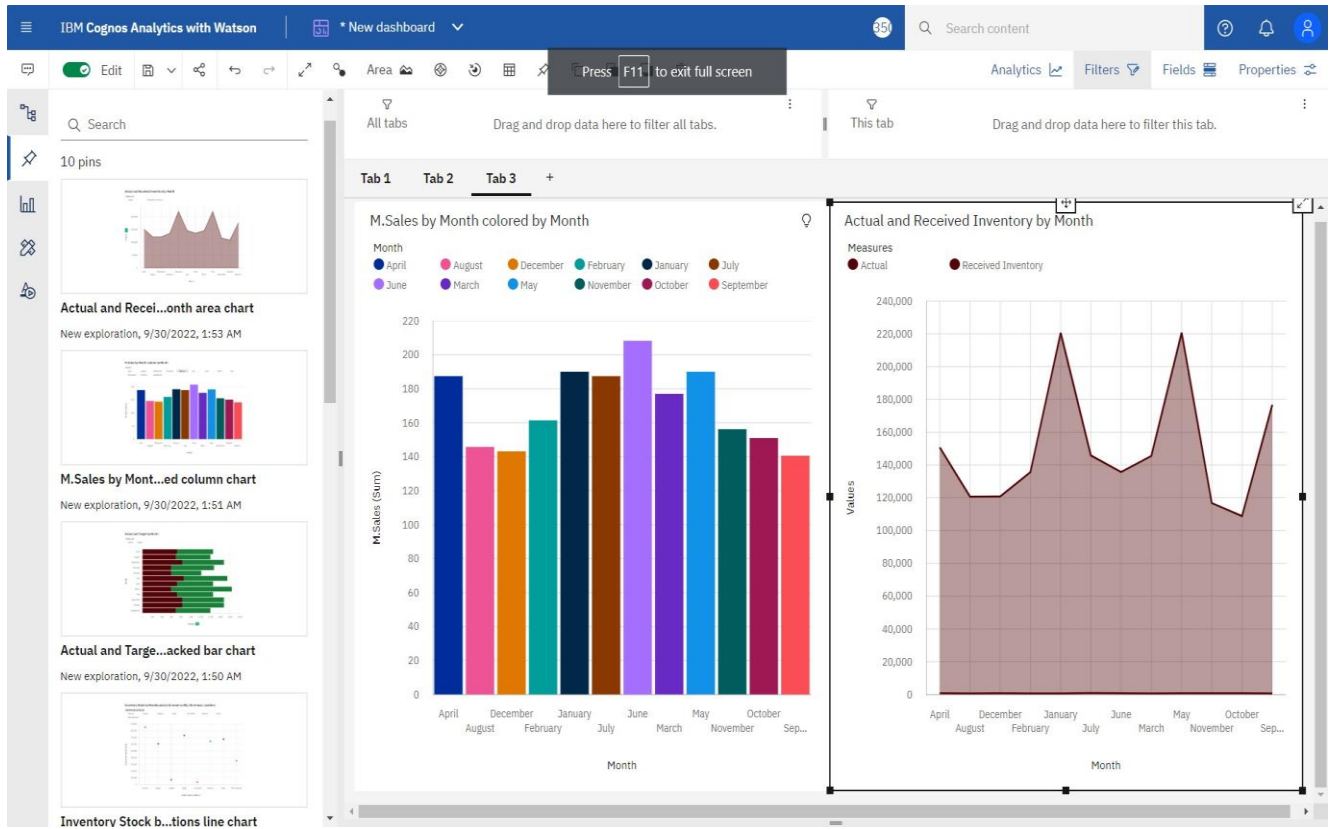 IBM Cognos Analytics with Watson
* New dashboard
Search content
Edit
Area
Press F11 to exit full screen
Analytics
Filters
Fields
Properties
Search
10 pins
Actual and Recei...onth area chart
New exploration, 9/30/2022, 1:53 AM
M.Sales by Mont...ed column chart
New exploration, 9/30/2022, 1:51 AM
Actual and Targe...acked bar chart
New exploration, 9/30/2022, 1:50 AM
Inventory Stock b...tions line chart
All tabs
Drag and drop data here to filter all tabs.
This tab
Drag and drop data here to filter this tab.
Tab 1 Tab 2 Tab 3 +
M.Sales by Month colored by Month
Month
April August December February January July
June March May November October September
220
200
180
160
140
120
100
80
60
40
20
0
M.Sales (Sum)
April December January June May October
August February July March November Sep...
Month
Actual and Received Inventory by Month
Measures
Actual Received Inventory
240,000
220,000
200,000
180,000
160,000
140,000
120,000
100,000
80,000
60,000
40,000
20,000
0
Values
April December January June May October
August February July March November Sep...
Month